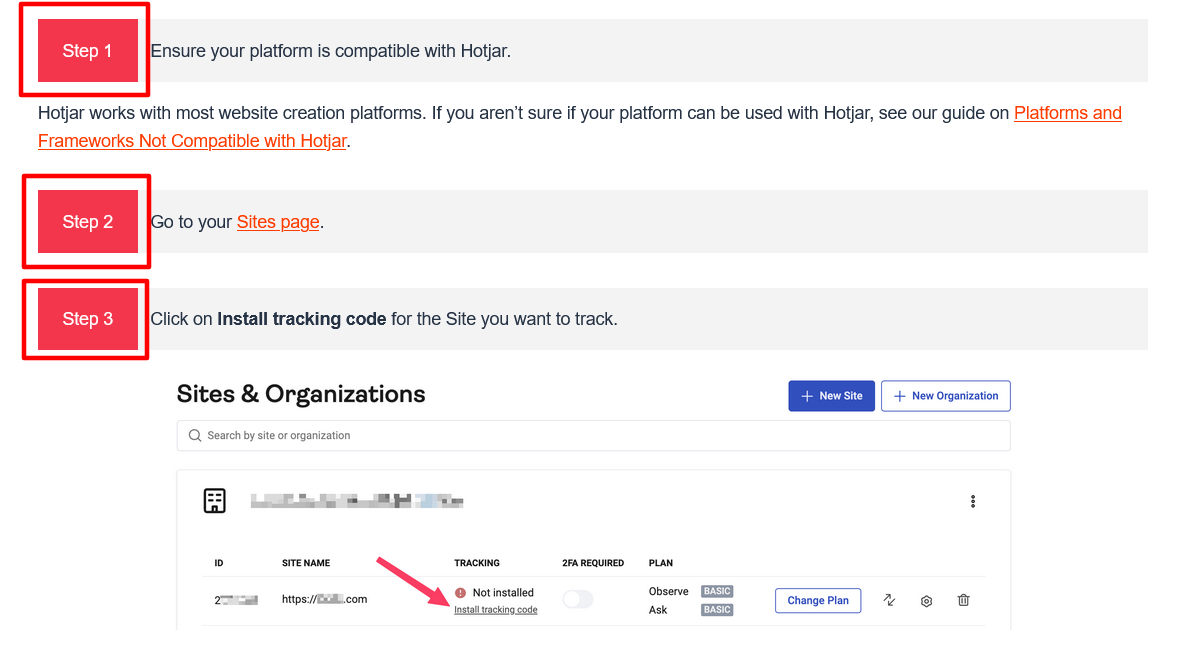 Step 1 Ensure your platform is compatible with Hotjar.
Hotjar works with most website creation platforms. If you aren’t sure if your platform can be used with Hotjar, see our guide on Platforms and
Frameworks Not Compatible with Hotjar.
Step 2 Go to your Sites page.
Step 3 Click on Install tracking code for the Site you want to track.
Sites & Organizations
New Site New Organization
Search by site or organization
ID SITE NAME TRACKING 2FA REQUIRED PLAN
Not installed Observe BASIC
2 https:// .com Change Plan
Install tracking code Ask BASIC